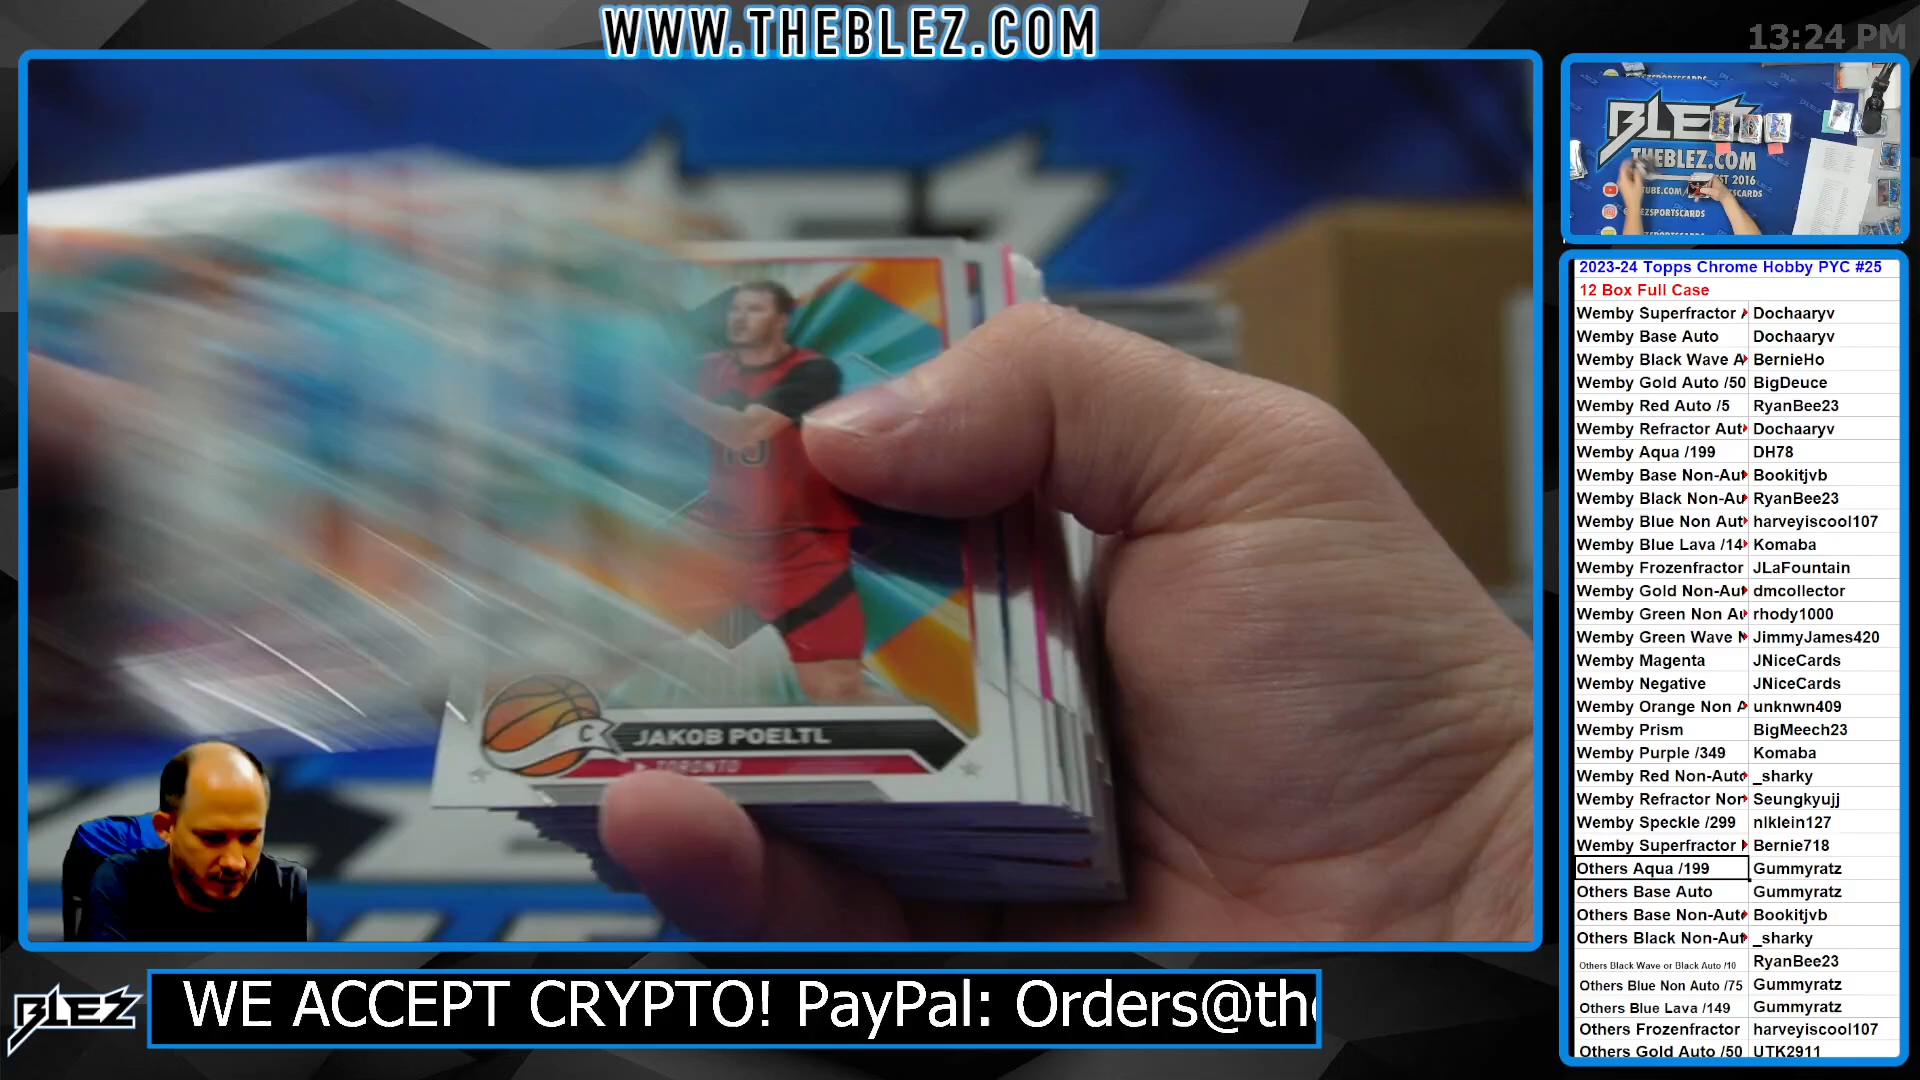 WWW.THEBLEZ.COM
13:24 PM
BLEZ
THEBLEZ.COM
2023-24 Topps Chrome Hobby PYC #25
12 Box Full Case
Wemby Superfractor A Dochaaryv
Wemby Base Auto Dochaaryv
Wemby Black Wave A BernieHo
Wemby Gold Auto /50 BigDeuce
Wemby Red Auto /5 RyanBee23
Wemby Refractor Aut Dochaaryv
Wemby Aqua /199 DH78
Wemby Base Non-Aut Bookitjvb
Wemby Black Non-Au RyanBee23
Wemby Blue Non Aut harveyiscool107
Wemby Blue Lava /14 Komaba
Wemby Frozenfractor JLaFountain
Wemby Gold Non-Au dmcollector
Wemby Green Non Au rhody1000
Wemby Green Wave N JimmyJames420
Wemby Magenta JNiceCards
Wemby Negative JNiceCards
Wemby Orange Non A unknwn409
Wemby Prism BigMeech23
Wemby Purple /349 Komaba
Wemby Red Non-Auto _sharky
Wemby Refractor Non Seungkyujj
Wemby Speckle /299 nlklein127
Wemby Superfractor Bernie718
Others Aqua /199 Gummyratz
Others Base Auto Gummyratz
Others Base Non-Aut Bookitjvb
Others Black Non-Aut _sharky
Others Black Wave or Black Auto /10 RyanBee23
Others Blue Non Auto /75 Gummyratz
Others Blue Lava /149 Gummyratz
Others Frozenfractor harveyiscool107
Others Gold Auto /50 UTK2911
15
C JAKOB POELTL
TORONTO
BLEZ
WE ACCEPT CRYPTO! PayPal: Orders@the